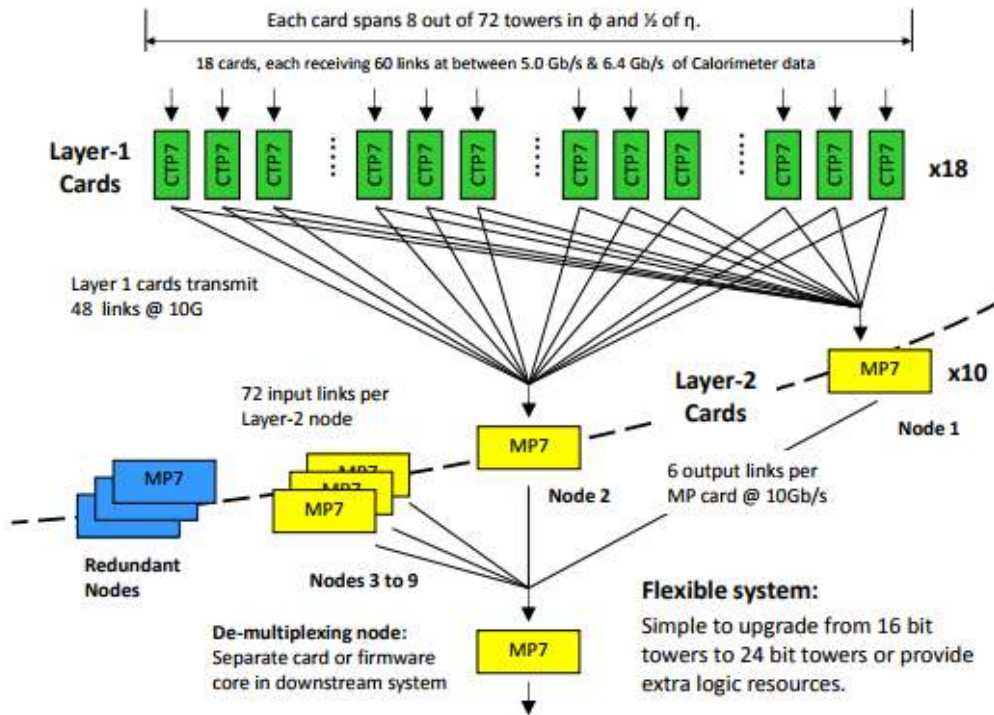 Each card spans 8 out of 72 towers in ϕ and ½ of η.
18 cards, each receiving 60 links at between 5.0 Gb/s & 6.4 Gb/s of Calorimeter data
Layer-1
Cards
CTP7
CTP7
CTP7
CTP7
CTP7
CTP7
CTP7
CTP7
CTP7
CTP7
CTP7
CTP7
x18
Layer 1 cards transmit
48 links @ 10G
72 input links per
Layer-2 node
Layer-2
Cards
MP7
x10
Node 1
MP7
Node 2
6 output links per
MP card @ 10Gb/s
MP7
MP7
MP7
MP7
Redundant
Nodes
Nodes 3 to 9
De-multiplexing node:
Separate card or firmware
core in downstream system
MP7
Flexible system:
Simple to upgrade from 16 bit
towers to 24 bit towers or provide
extra logic resources.